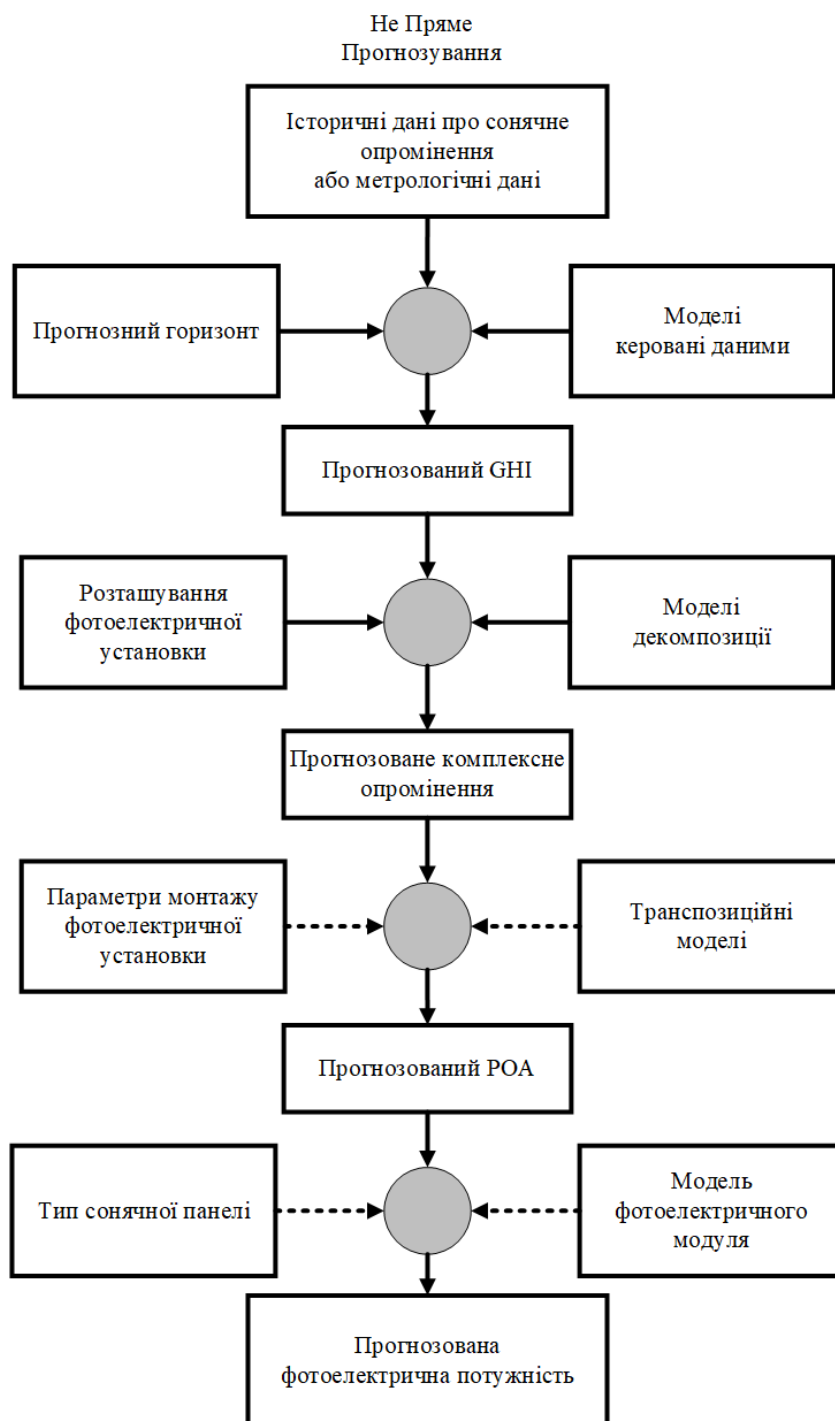 Не Пряме
Прогнозування
Історичні дані про сонячне
опромінення
або метрологічні дані
Прогнозний горизонт
Моделі
керовані даними
Прогнозований GHI
Розташування
фотоелектричної
установки
Моделі
декомпозиції
Прогнозоване комплексне
опромінення
Параметри монтажу
фотоелектричної
установки
Транспозиційні
моделі
Прогнозований POA
Тип сонячної панелі
Модель
фотоелектричного
модуля
Прогнозована
фотоелектрична потужність